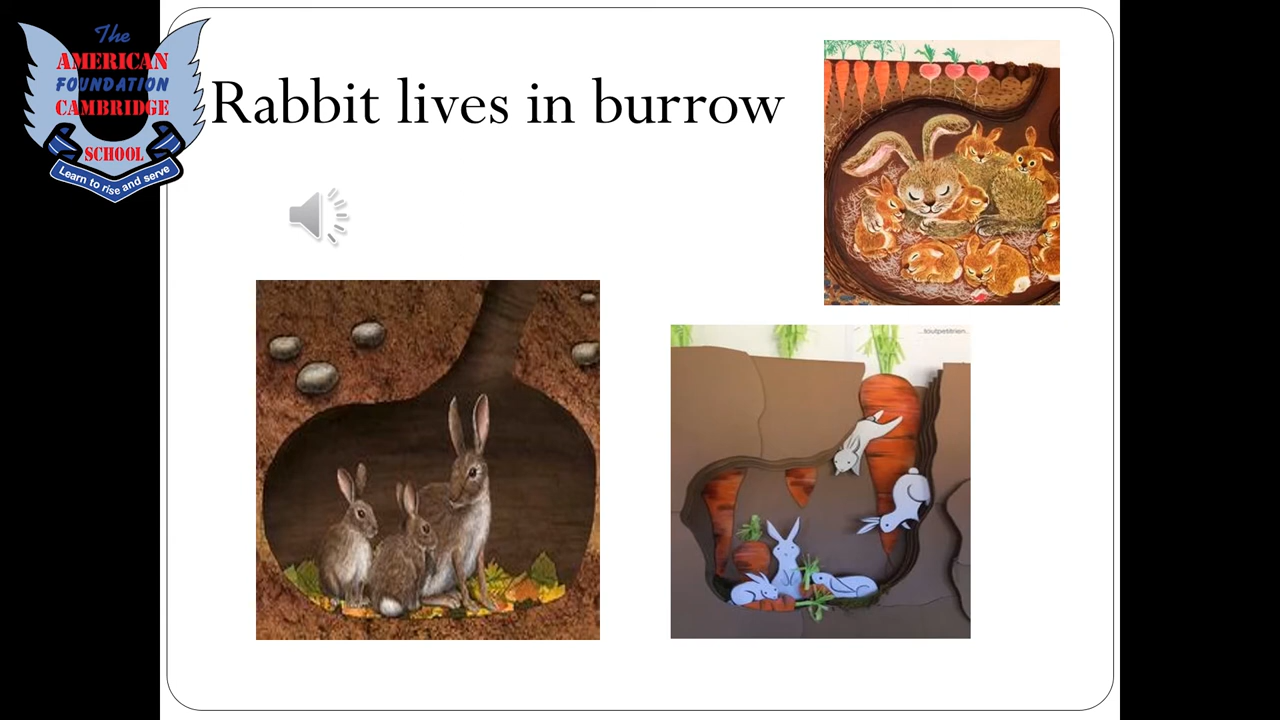 The
AMERICAN
FOUNDATION
CAMBRIDGE
SCHOOL
Learn to rise and serve
Rabbit lives in burrow